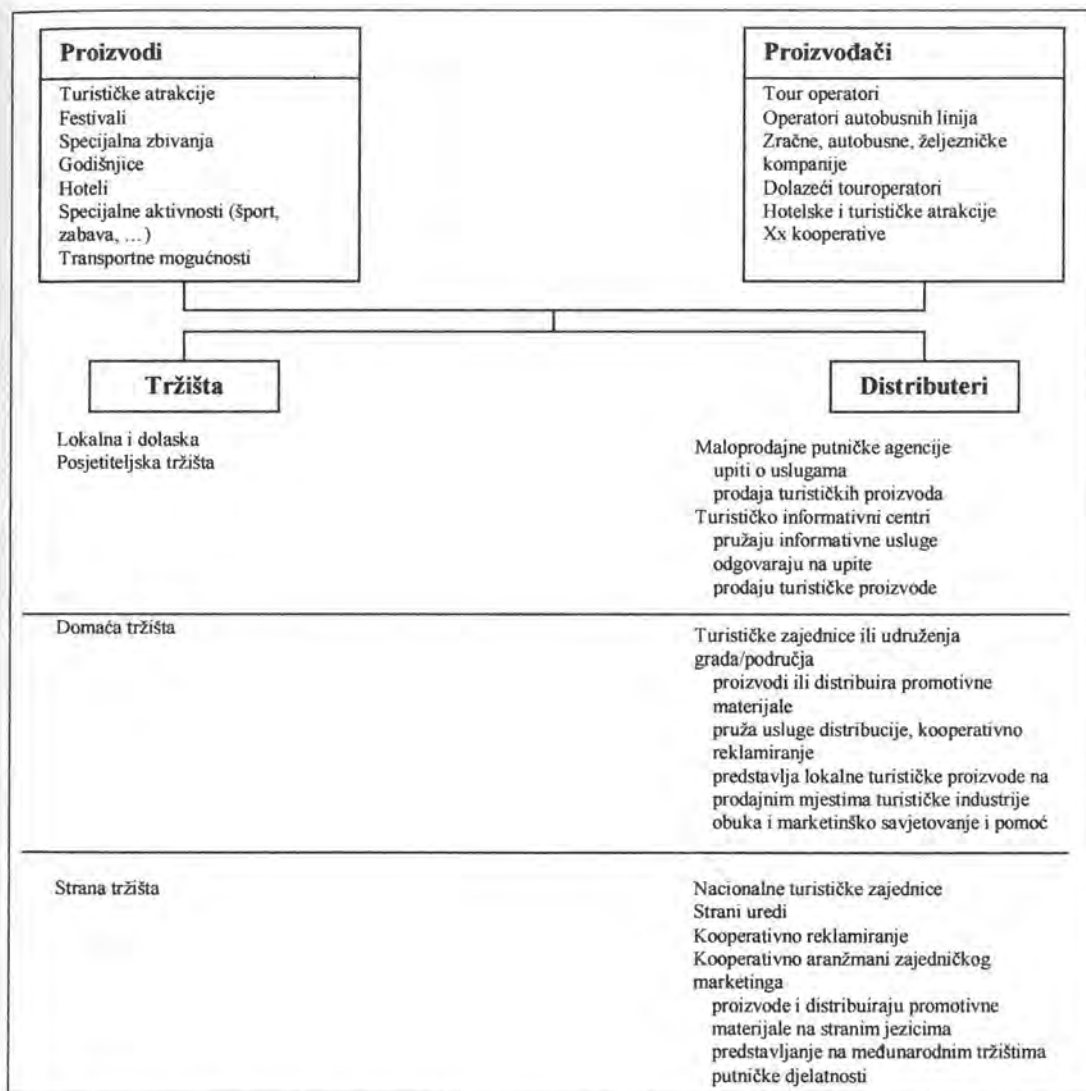 Proizvodi
Turističke atrakcije
Festivali
Specijalna zbivanja
Godišnjice
Hoteli
Specijalne aktivnosti (šport,
zabava, …)
Transportne mogućnosti
Proizvođači
Tour operatori
Operatori autobusnih linija
Zračne, autobusne, željezničke
kompanije
Dolazeći touroperatori
Hotelske i turističke atrakcije
Xx kooperative
Tržišta
Lokalna i dolaska
Posjetiteljska tržišta
Distributeri
Maloprodajne putničke agencije
upiti o uslugama
prodaja turističkih proizvoda
Turističko informativni centri
pružaju informativne usluge
odgovaraju na upite
prodaju turističke proizvode
Domaća tržišta
Turističke zajednice ili udruženja
grada/područja
proizvodi ili distribuira promotivne
materijale
pruža usluge distribucije, kooperativno
reklamiranje
predstavlja lokalne turističke proizvode na
prodajnim mjestima turističke industrije
obuka i marketinško savjetovanje i pomoć
Strana tržišta
Nacionalne turističke zajednice
Strani uredi
Kooperativno reklamiranje
Kooperativno aranžmani zajedničkog
marketinga
proizvode i distribuiraju promotivne
materijale na stranim jezicima
predstavljanje na međunarodnim tržištima
putničke djelatnosti